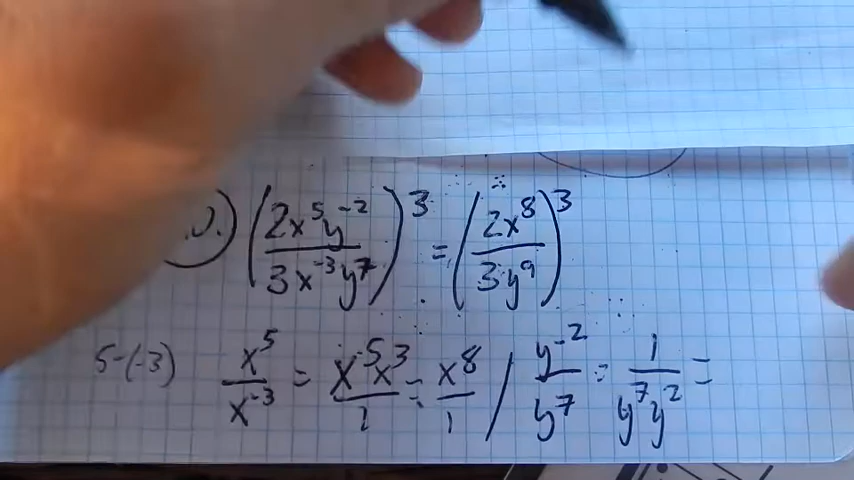 .0.) (2x⁵y⁻²/3x⁻³y⁷)³ = (2x⁸/3y⁹)³
5-(-3) x⁵/x⁻³ = x⁵x³/1 = x⁸/1 / y⁻²/y⁷ = 1/y⁷y² =